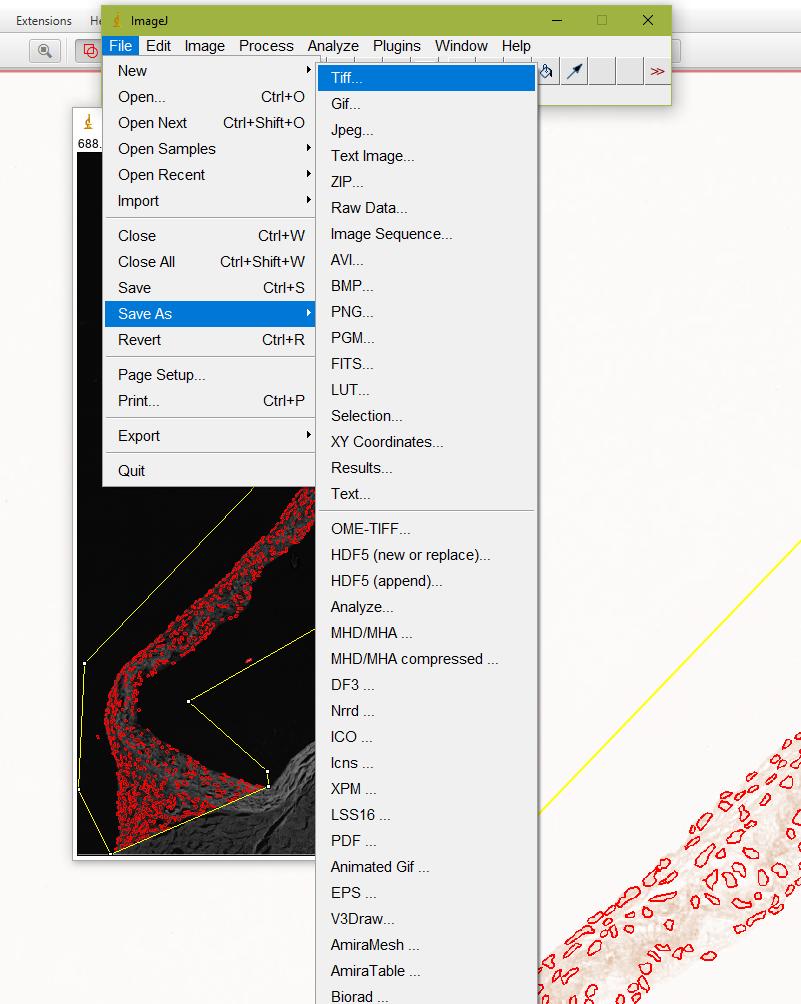 Extensions He
ImageJ
File Edit Image Process Analyze Plugins Window Help
>>
688.
New
Open... Ctrl+O
Open Next Ctrl+Shift+O
Open Samples
Open Recent
Import
Close Ctrl+W
Close All Ctrl+Shift+W
Save Ctrl+S
Save As
Revert Ctrl+R
Page Setup...
Print... Ctrl+P
Export
Quit
Tiff...
Gif...
Jpeg...
Text Image...
ZIP...
Raw Data...
Image Sequence...
AVI...
BMP...
PNG...
PGM...
FITS...
LUT...
Selection...
XY Coordinates...
Results...
Text...
OME-TIFF...
HDF5 (new or replace)...
HDF5 (append)...
Analyze...
MHD/MHA ...
MHD/MHA compressed ...
DF3 ...
Nrrd ...
ICO ...
Icns ...
XPM ...
LSS16 ...
PDF ...
Animated Gif ...
EPS ...
V3Draw...
AmiraMesh ...
AmiraTable ...
Biorad ...